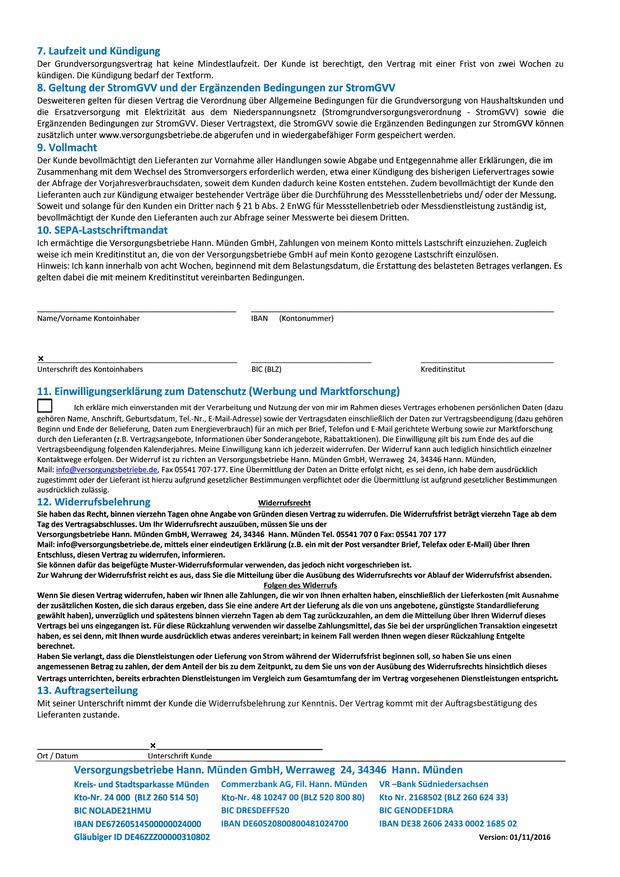 7. Laufzeit und Kündigung
Der Grundversorgungsvertrag hat keine Mindestlaufzeit. Der Kunde ist berechtigt, den Vertrag mit einer Frist von zwei Wochen zu
kündigen. Die Kündigung bedarf der Textform.
8. Geltung der StromGVV und der Ergänzenden Bedingungen zur StromGVV
Desweiteren gelten für diesen Vertrag die Verordnung über Allgemeine Bedingungen für die Grundversorgung von Haushaltskunden und
die Ersatzversorgung mit Elektrizität aus dem Niederspannungsnetz (Stromgrundversorgungsverordnung - StromGVV) sowie die
Ergänzenden Bedingungen zur StromGVV. Dieser Vertragstext, die StromGVV sowie die Ergänzenden Bedingungen zur StromGVV können
zusätzlich unter www.versorgungsbetriebe.de abgerufen und in wiedergabefähiger Form gespeichert werden.
9. Vollmacht
Der Kunde bevollmächtigt den Lieferanten zur Vornahme aller Handlungen sowie Abgabe und Entgegennahme aller Erklärungen, die im
Zusammenhang mit dem Wechsel des Stromversorgers erforderlich werden, etwa einer Kündigung des bisherigen Liefervertrages sowie
der Abfrage der Vorjahresverbrauchsdaten, soweit dem Kunden dadurch keine Kosten entstehen. Zudem bevollmächtigt der Kunde den
Lieferanten auch zur Kündigung etwaiger bestehender Verträge über die Durchführung des Messstellenbetriebs und/ oder der Messung.
Soweit und solange für den Kunden ein Dritter nach § 21 b Abs. 2 EnWG für Messstellenbetrieb oder Messdienstleistung zuständig ist,
bevollmächtigt der Kunde den Lieferanten auch zur Abfrage seiner Messwerte bei diesem Dritten.
10. SEPA-Lastschriftmandat
Ich ermächtige die Versorgungsbetriebe Hann. Münden GmbH, Zahlungen von meinem Konto mittels Lastschrift einzuziehen. Zugleich
weise ich mein Kreditinstitut an, die von der Versorgungsbetriebe GmbH auf mein Konto gezogene Lastschrift einzulösen.
Hinweis: Ich kann innerhalb von acht Wochen, beginnend mit dem Belastungsdatum, die Erstattung des belasteten Betrages verlangen. Es
gelten dabei die mit meinem Kreditinstitut vereinbarten Bedingungen.
Name/Vorname Kontoinhaber IBAN (Kontonummer)
x
Unterschrift des Kontoinhabers BIC (BLZ) Kreditinstitut
11. Einwilligungserklärung zum Datenschutz (Werbung und Marktforschung)
Ich erkläre mich einverstanden mit der Verarbeitung und Nutzung der von mir im Rahmen dieses Vertrages erhobenen persönlichen Daten (dazu
gehören Name, Anschrift, Geburtsdatum, Tel.-Nr., E-Mail-Adresse) sowie der Vertragsdaten einschließlich der Daten zur Vertragsbeendigung (dazu gehören
Beginn und Ende der Belieferung, Daten zum Energieverbrauch) für an mich per Brief, Telefon und E-Mail gerichtete Werbung sowie zur Marktforschung
durch den Lieferanten (z.B. Vertragsangebote, Informationen über Sonderangebote, Rabattaktionen). Die Einwilligung gilt bis zum Ende des auf die
Vertragsbeendigung folgenden Kalenderjahres. Meine Einwilligung kann ich jederzeit widerrufen. Der Widerruf kann auch lediglich hinsichtlich einzelner
Kontaktwege erfolgen. Der Widerruf ist zu richten an Versorgungsbetriebe Hann. Münden GmbH, Werraweg 24, 34346 Hann. Münden,
Mail: info@versorgungsbetriebe.de, Fax 05541 707-177. Eine Übermittlung der Daten an Dritte erfolgt nicht, es sei denn, ich habe dem ausdrücklich
zugestimmt oder der Lieferant ist hierzu aufgrund gesetzlicher Bestimmungen verpflichtet oder die Übermittlung ist aufgrund gesetzlicher Bestimmungen
ausdrücklich zulässig.
12. Widerrufsbelehrung Widerrufsrecht
Sie haben das Recht, binnen vierzehn Tagen ohne Angabe von Gründen diesen Vertrag zu widerrufen. Die Widerrufsfrist beträgt vierzehn Tage ab dem
Tag des Vertragsabschlusses. Um Ihr Widerrufsrecht auszuüben, müssen Sie uns der
Versorgungsbetriebe Hann. Münden GmbH, Werraweg 24, 34346 Hann. Münden Tel. 05541 707 0 Fax: 05541 707 177
Mail: info@versorgungsbetriebe.de, mittels einer eindeutigen Erklärung (z.B. ein mit der Post versandter Brief, Telefax oder E-Mail) über Ihren
Entschluss, diesen Vertrag zu widerrufen, informieren.
Sie können dafür das beigefügte Muster-Widerrufsformular verwenden, das jedoch nicht vorgeschrieben ist.
Zur Wahrung der Widerrufsfrist reicht es aus, dass Sie die Mitteilung über die Ausübung des Widerrufsrechts vor Ablauf der Widerrufsfrist absenden.
Folgen des Widerrufs
Wenn Sie diesen Vertrag widerrufen, haben wir Ihnen alle Zahlungen, die wir von Ihnen erhalten haben, einschließlich der Lieferkosten (mit Ausnahme
der zusätzlichen Kosten, die sich daraus ergeben, dass Sie eine andere Art der Lieferung als die von uns angebotene, günstigste Standardlieferung
gewählt haben), unverzüglich und spätestens binnen vierzehn Tagen ab dem Tag zurückzuzahlen, an dem die Mitteilung über Ihren Widerruf dieses
Vertrags bei uns eingegangen ist. Für diese Rückzahlung verwenden wir dasselbe Zahlungsmittel, das Sie bei der ursprünglichen Transaktion eingesetzt
haben, es sei denn, mit Ihnen wurde ausdrücklich etwas anderes vereinbart; in keinem Fall werden Ihnen wegen dieser Rückzahlung Entgelte
berechnet.
Haben Sie verlangt, dass die Dienstleistungen oder Lieferung von Strom während der Widerrufsfrist beginnen soll, so haben Sie uns einen
angemessenen Betrag zu zahlen, der dem Anteil der bis zu dem Zeitpunkt, zu dem Sie uns von der Ausübung des Widerrufsrechts hinsichtlich dieses
Vertrags unterrichten, bereits erbrachten Dienstleistungen im Vergleich zum Gesamtumfang der im Vertrag vorgesehenen Dienstleistungen entspricht.
13. Auftragserteilung
Mit seiner Unterschrift nimmt der Kunde die Widerrufsbelehrung zur Kenntnis. Der Vertrag kommt mit der Auftragsbestätigung des
Lieferanten zustande.
x
Ort / Datum Unterschrift Kunde
Versorgungsbetriebe Hann. Münden GmbH, Werraweg 24, 34346 Hann. Münden
Kreis- und Stadtsparkasse Münden Commerzbank AG, Fil. Hann. Münden VR –Bank Südniedersachsen
Kto-Nr. 24 000 (BLZ 260 514 50) Kto-Nr. 48 10247 00 (BLZ 520 800 80) Kto Nr. 2168502 (BLZ 260 624 33)
BIC NOLADE21HMU BIC DRESDEFF520 BIC GENODEF1DRA
IBAN DE67260514500000024000 IBAN DE60520800800481024700 IBAN DE38 2606 2433 0002 1685 02
Gläubiger ID DE46ZZZ00000310802 Version: 01/11/2016